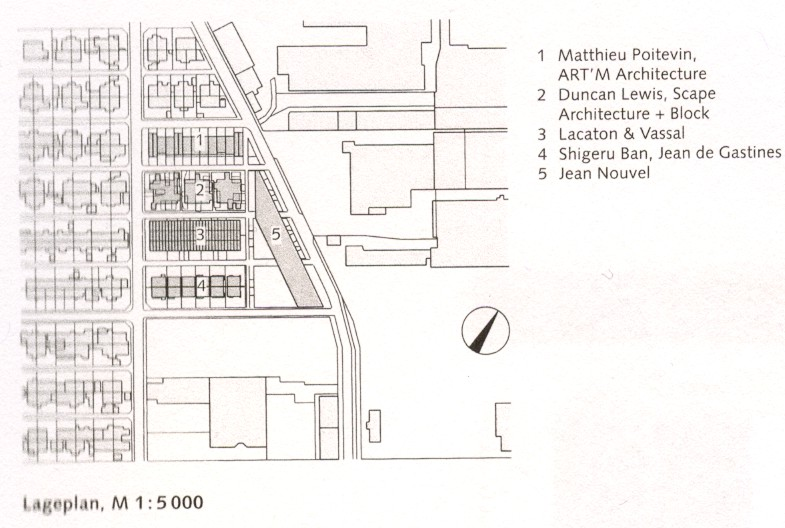 1 Matthieu Poitevin,
ART'M Architecture
2 Duncan Lewis, Scape
Architecture + Block
3 Lacaton & Vassal
4 Shigeru Ban, Jean de Gastines
5 Jean Nouvel
1
2
5
3
4
Lageplan, M 1:5000